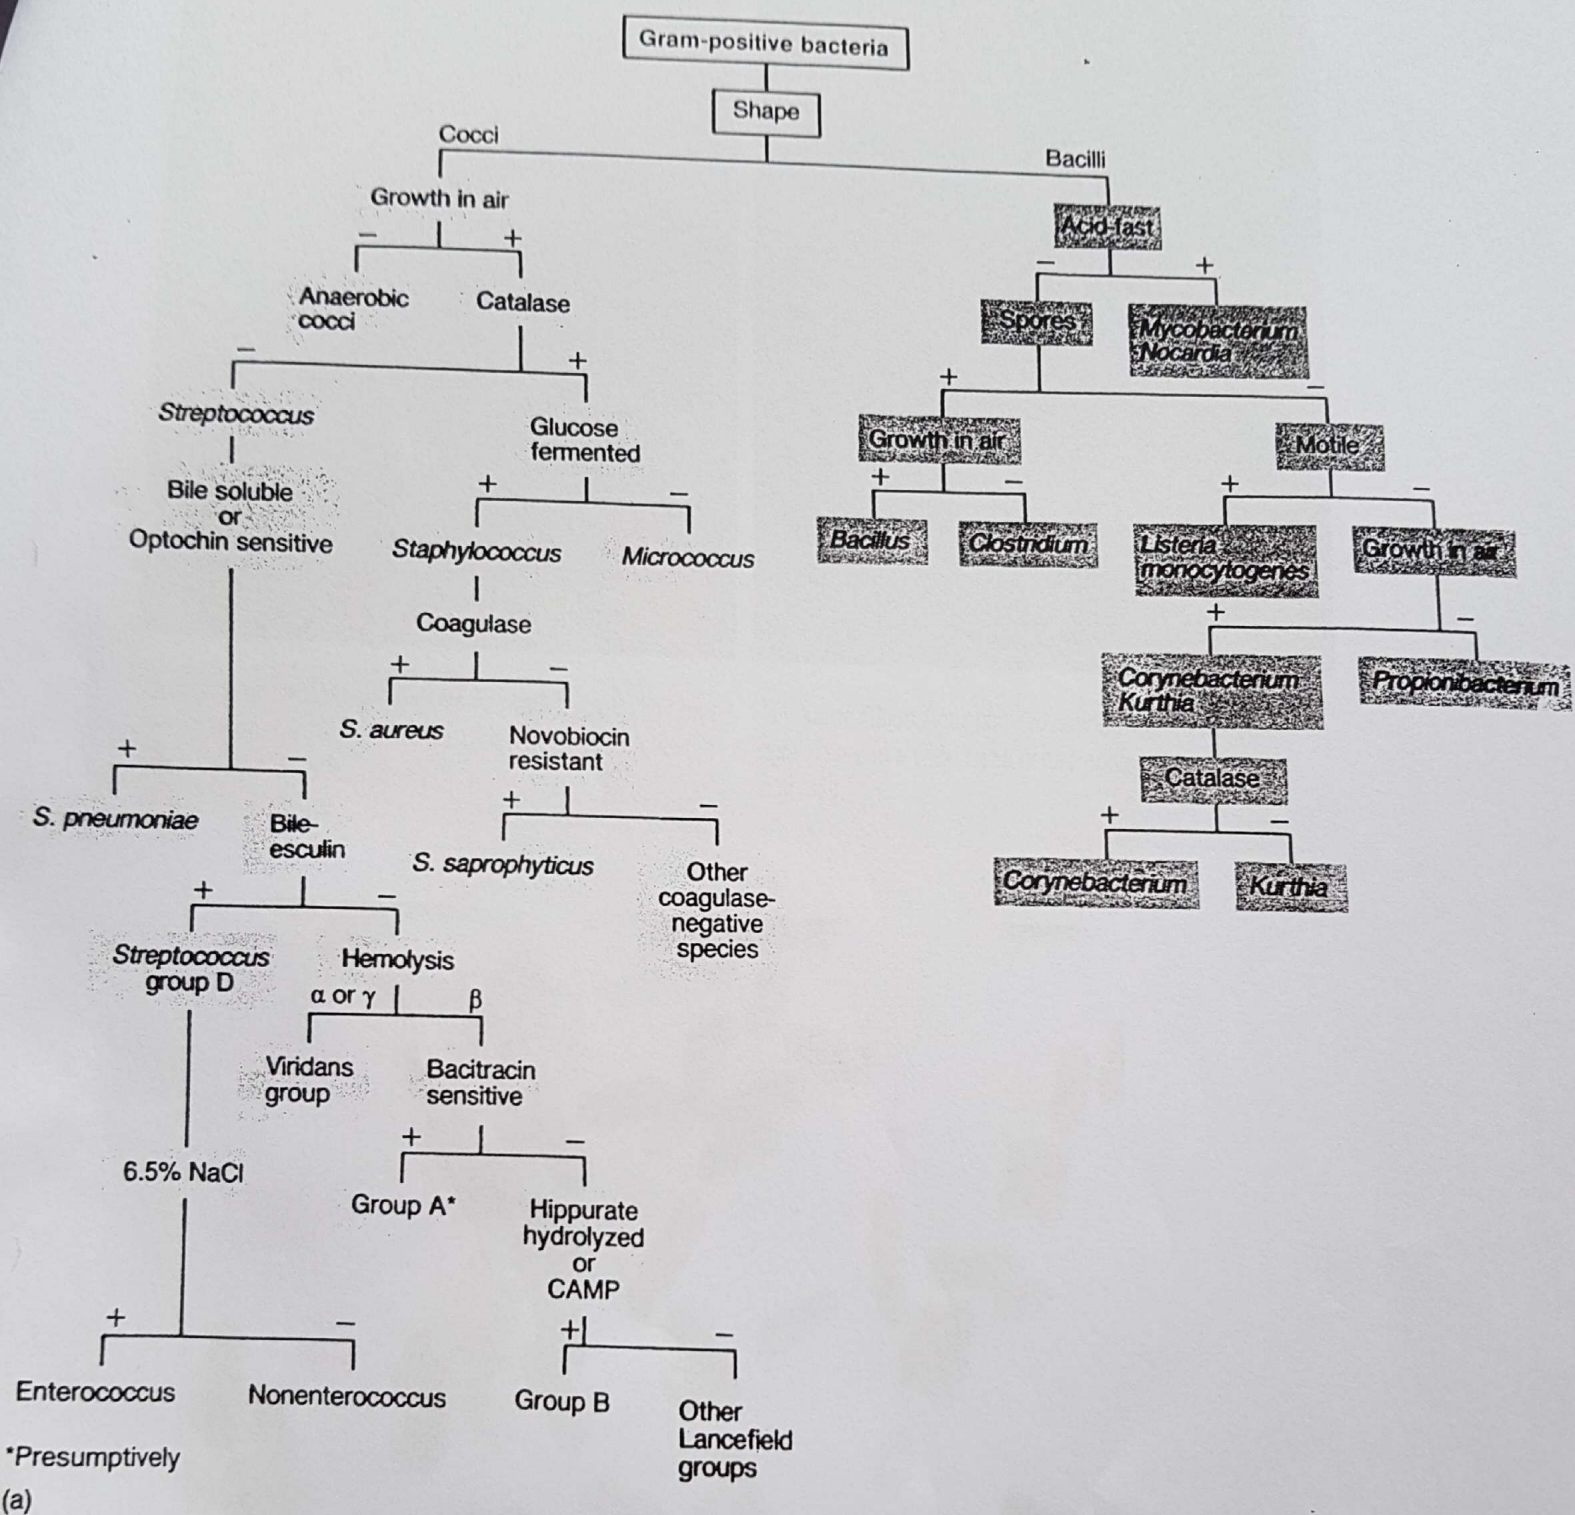 Gram-positive bacteria
Shape
Cocci
Bacilli
Growth in air
− +
Anaerobic
cocci
Catalase
− +
Streptococcus
Bile soluble
or
Optochin sensitive
+ −
S. pneumoniae
Bile-
esculin
+ −
Streptococcus
group D
6.5% NaCl
+ −
Enterococcus
Nonenterococcus
Hemolysis
α or γ β
Viridans
group
Bacitracin
sensitive
+ −
Group A*
Hippurate
hydrolyzed
or
CAMP
+ −
Group B
Other
Lancefield
groups
Glucose
fermented
+ −
Staphylococcus
Micrococcus
Coagulase
+ −
S. aureus
Novobiocin
resistant
+ −
S. saprophyticus
Other
coagulase-
negative
species
Acid-fast
− +
Spores
Mycobacterium
Nocardia
+ −
Growth in air
+ −
Bacillus
Clostridium
Motile
+ −
Listeria
monocytogenes
Growth in air
+ −
Corynebacterium
Kurthia
Propionibacterium
Catalase
+ −
Corynebacterium
Kurthia
*Presumptively
(a)